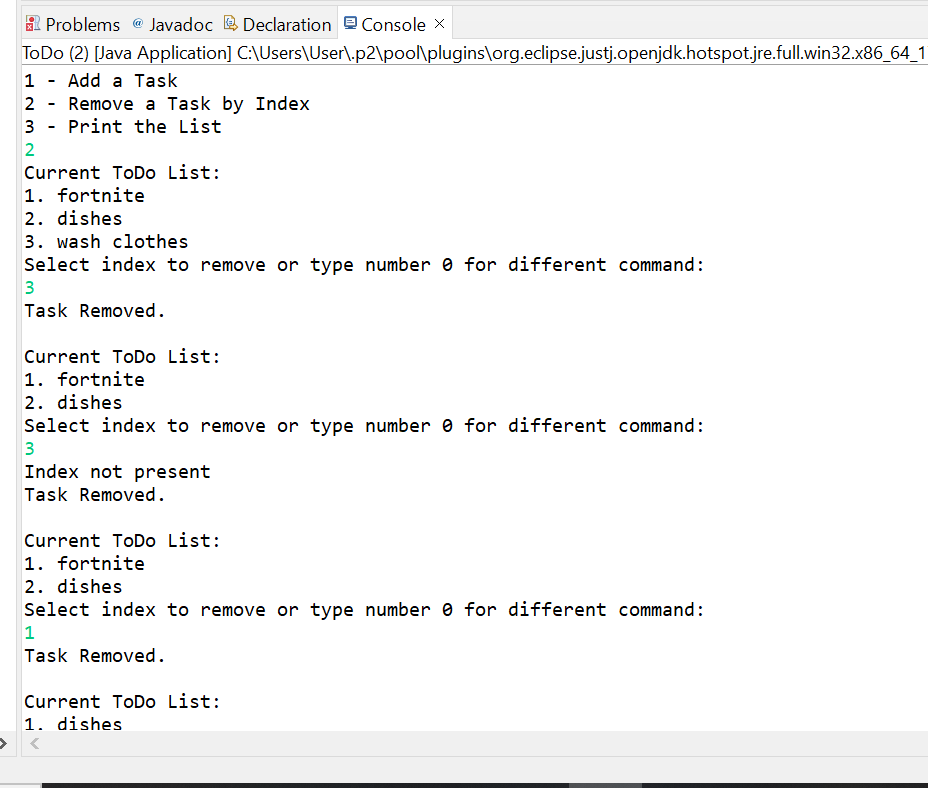 Problems @ Javadoc Declaration Console ×
ToDo (2) [Java Application] C:\Users\User\.p2\pool\plugins\org.eclipse.justj.openjdk.hotspot.jre.full.win32.x86_64_1
1 - Add a Task
2 - Remove a Task by Index
3 - Print the List
2
Current ToDo List:
1. fortnite
2. dishes
3. wash clothes
Select index to remove or type number 0 for different command:
3
Task Removed.

Current ToDo List:
1. fortnite
2. dishes
Select index to remove or type number 0 for different command:
3
Index not present
Task Removed.

Current ToDo List:
1. fortnite
2. dishes
Select index to remove or type number 0 for different command:
1
Task Removed.

Current ToDo List:
1. dishes